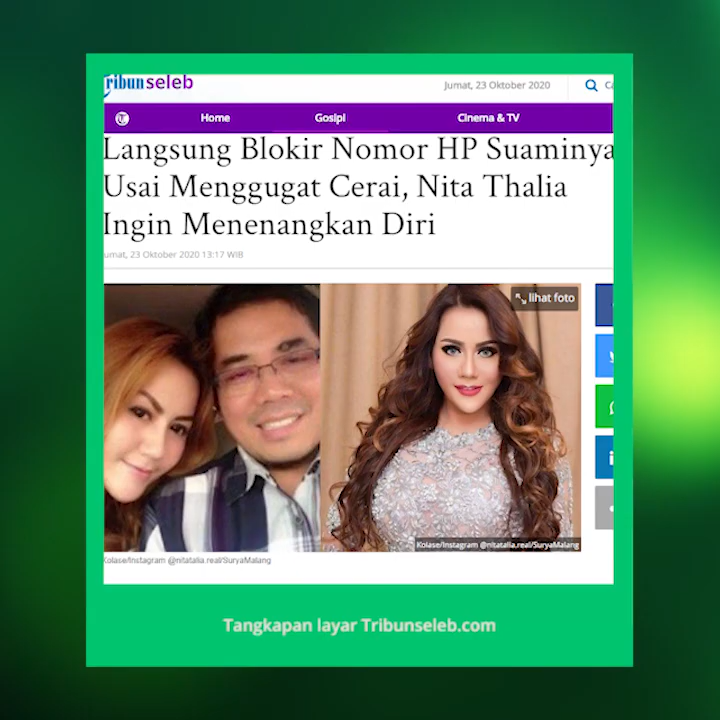 Tribunseleb
Jumat, 23 Oktober 2020
Home
Gosipl
Cinema & TV
Langsung Blokir Nomor HP Suaminya
Usai Menggugat Cerai, Nita Thalia
Ingin Menenangkan Diri
umat, 23 Oktober 2020 13:17 WIB
lihat foto
Kolase/Instagram @nitatalia.real/SuryaMalang
Kolase/Instagram @nitatalia.real/SuryaMalang
Tangkapan layar Tribunseleb.com